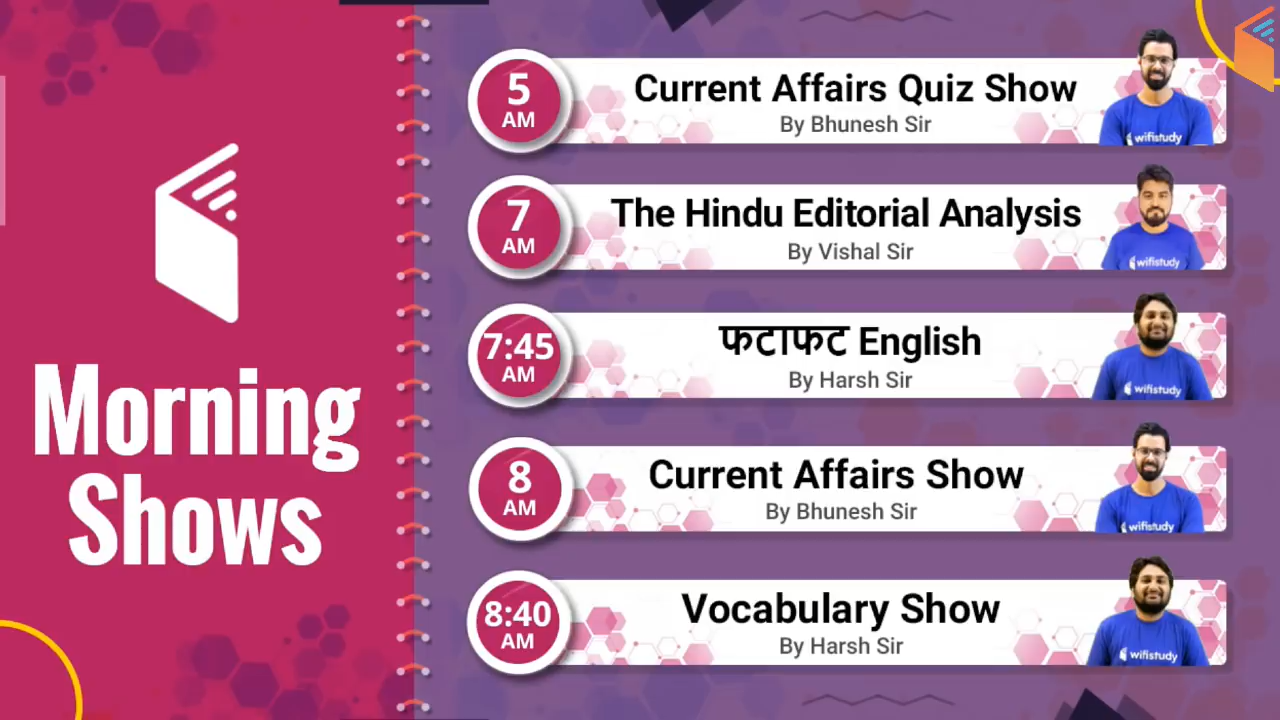 Morning
Shows
5
AM
Current Affairs Quiz Show
By Bhunesh Sir
wifistudy
7
AM
The Hindu Editorial Analysis
By Vishal Sir
wifistudy
7:45
AM
फटाफट English
By Harsh Sir
wifistudy
8
AM
Current Affairs Show
By Bhunesh Sir
wifistudy
8:40
AM
Vocabulary Show
By Harsh Sir
wifistudy